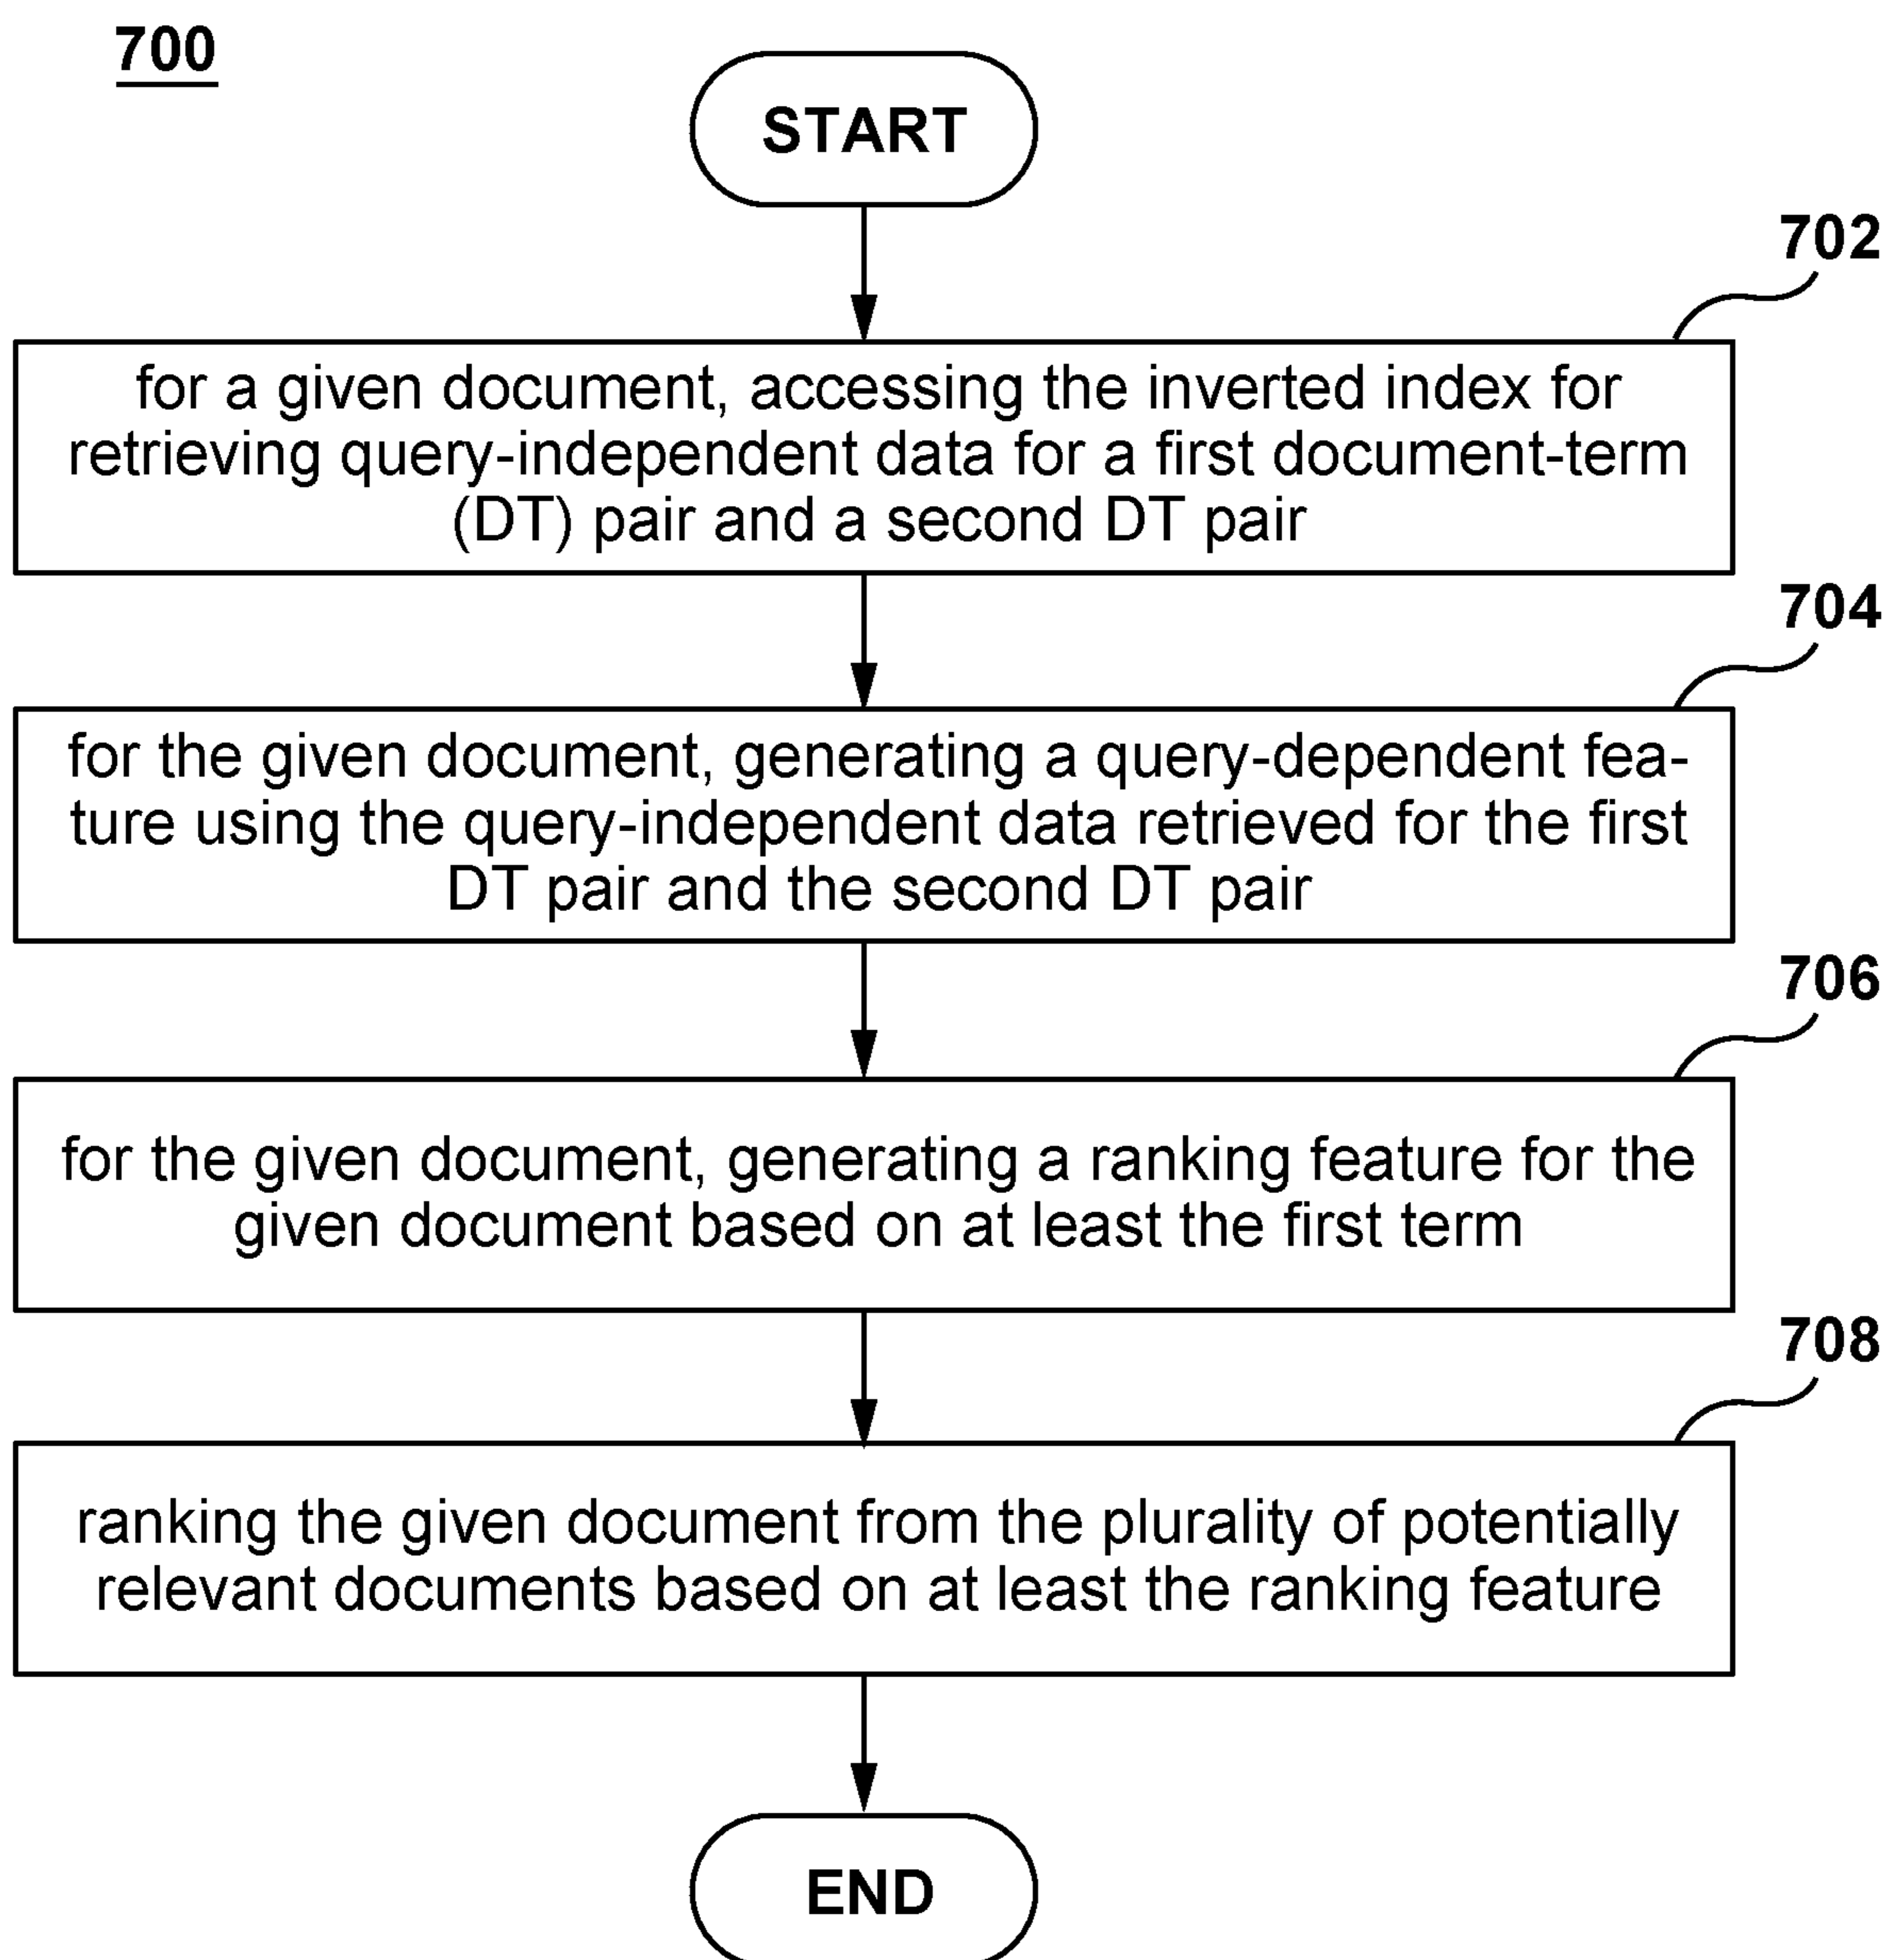 700
START
702
for a given document, accessing the inverted index for
retrieving query-independent data for a first document-term
(DT) pair and a second DT pair
704
for the given document, generating a query-dependent fea-
ture using the query-independent data retrieved for the first
DT pair and the second DT pair
706
for the given document, generating a ranking feature for the
given document based on at least the first term
708
ranking the given document from the plurality of potentially
relevant documents based on at least the ranking feature
END